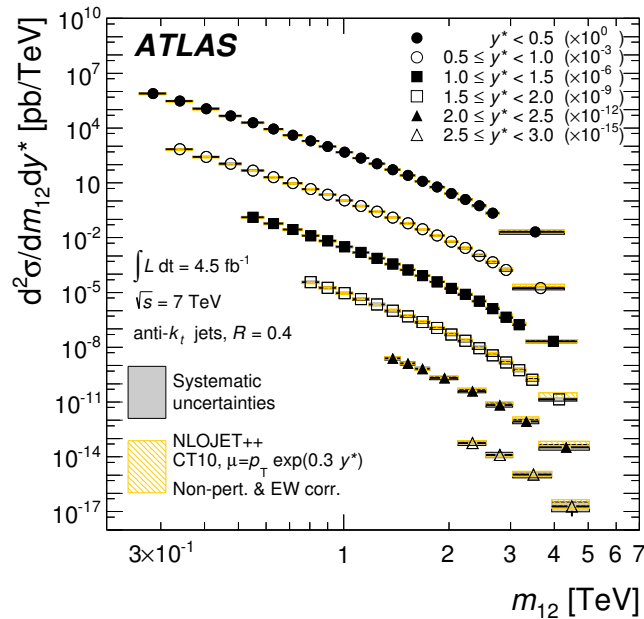 ATLAS
y* < 0.5 (×10⁰)
0.5 ≤ y* < 1.0 (×10⁻³)
1.0 ≤ y* < 1.5 (×10⁻⁶)
1.5 ≤ y* < 2.0 (×10⁻⁹)
2.0 ≤ y* < 2.5 (×10⁻¹²)
2.5 ≤ y* < 3.0 (×10⁻¹⁵)
d²σ/dm₁₂dy* [pb/TeV]
10¹⁰
10⁷
10⁴
10
10⁻²
10⁻⁵
10⁻⁸
10⁻¹¹
10⁻¹⁴
10⁻¹⁷
∫L dt = 4.5 fb⁻¹
√s = 7 TeV
anti-kₜ jets, R = 0.4
Systematic
uncertainties
NLOJET++
CT10, μ=p_T exp(0.3 y*)
Non-pert. & EW corr.
3×10⁻¹ 1 2 3 4 5 6 7
m₁₂ [TeV]